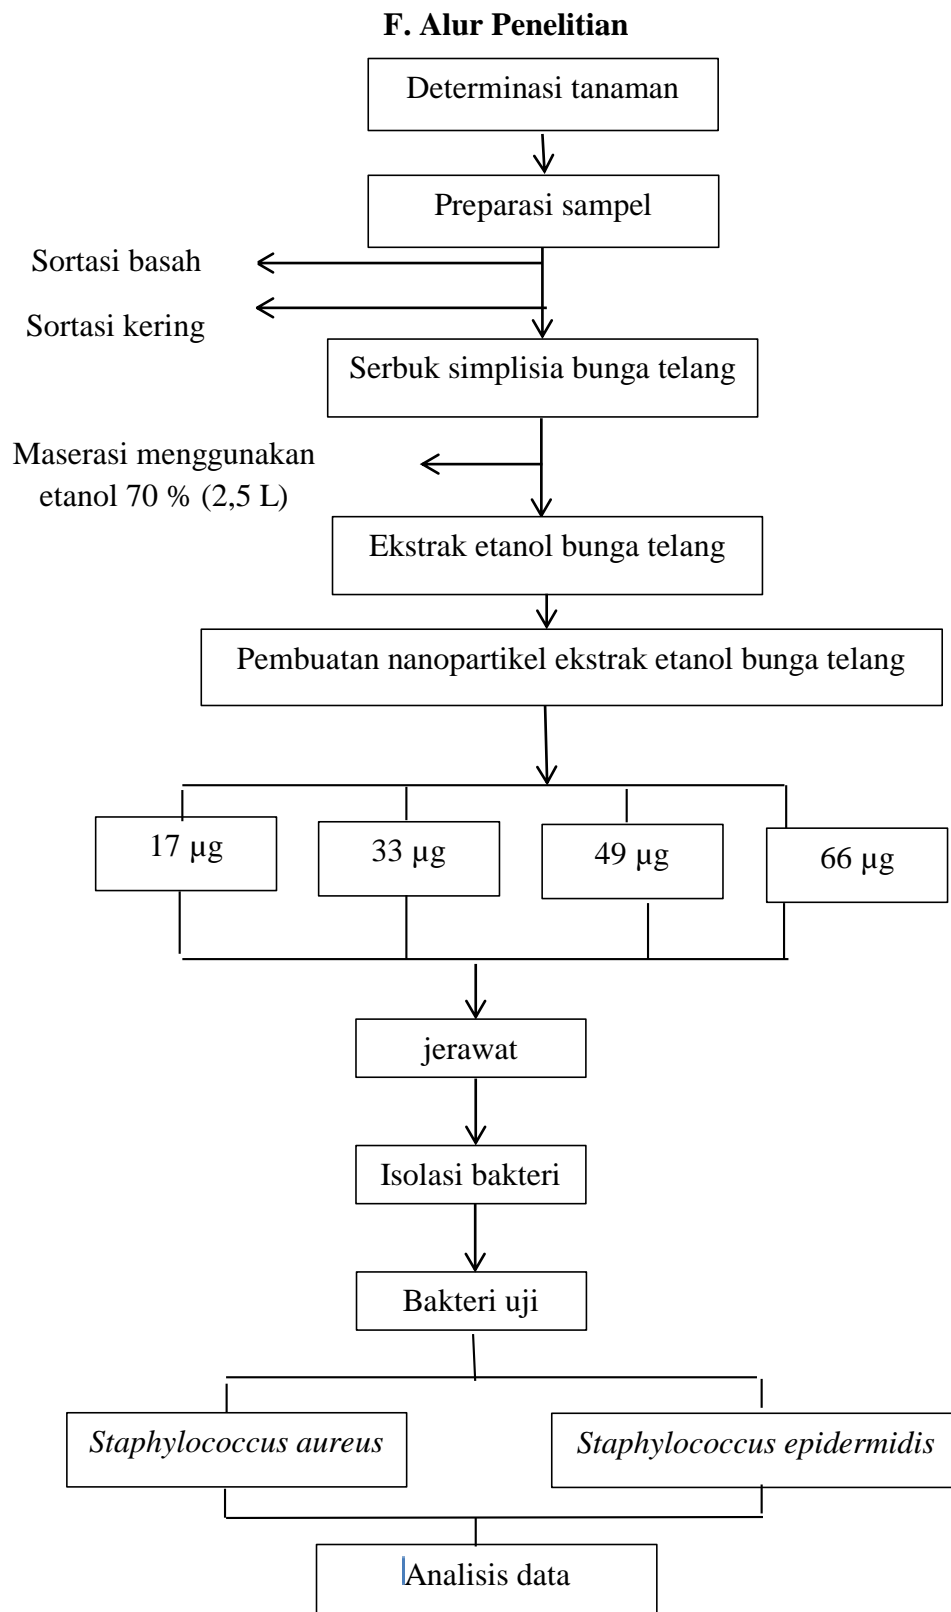 F. Alur Penelitian
Determinasi tanaman
Preparasi sampel
Sortasi basah
Sortasi kering
Serbuk simplisia bunga telang
Maserasi menggunakan
etanol 70 % (2,5 L)
Ekstrak etanol bunga telang
Pembuatan nanopartikel ekstrak etanol bunga telang
17 µg
33 µg
49 µg
66 µg
jerawat
Isolasi bakteri
Bakteri uji
Staphylococcus aureus
Staphylococcus epidermidis
Analisis data